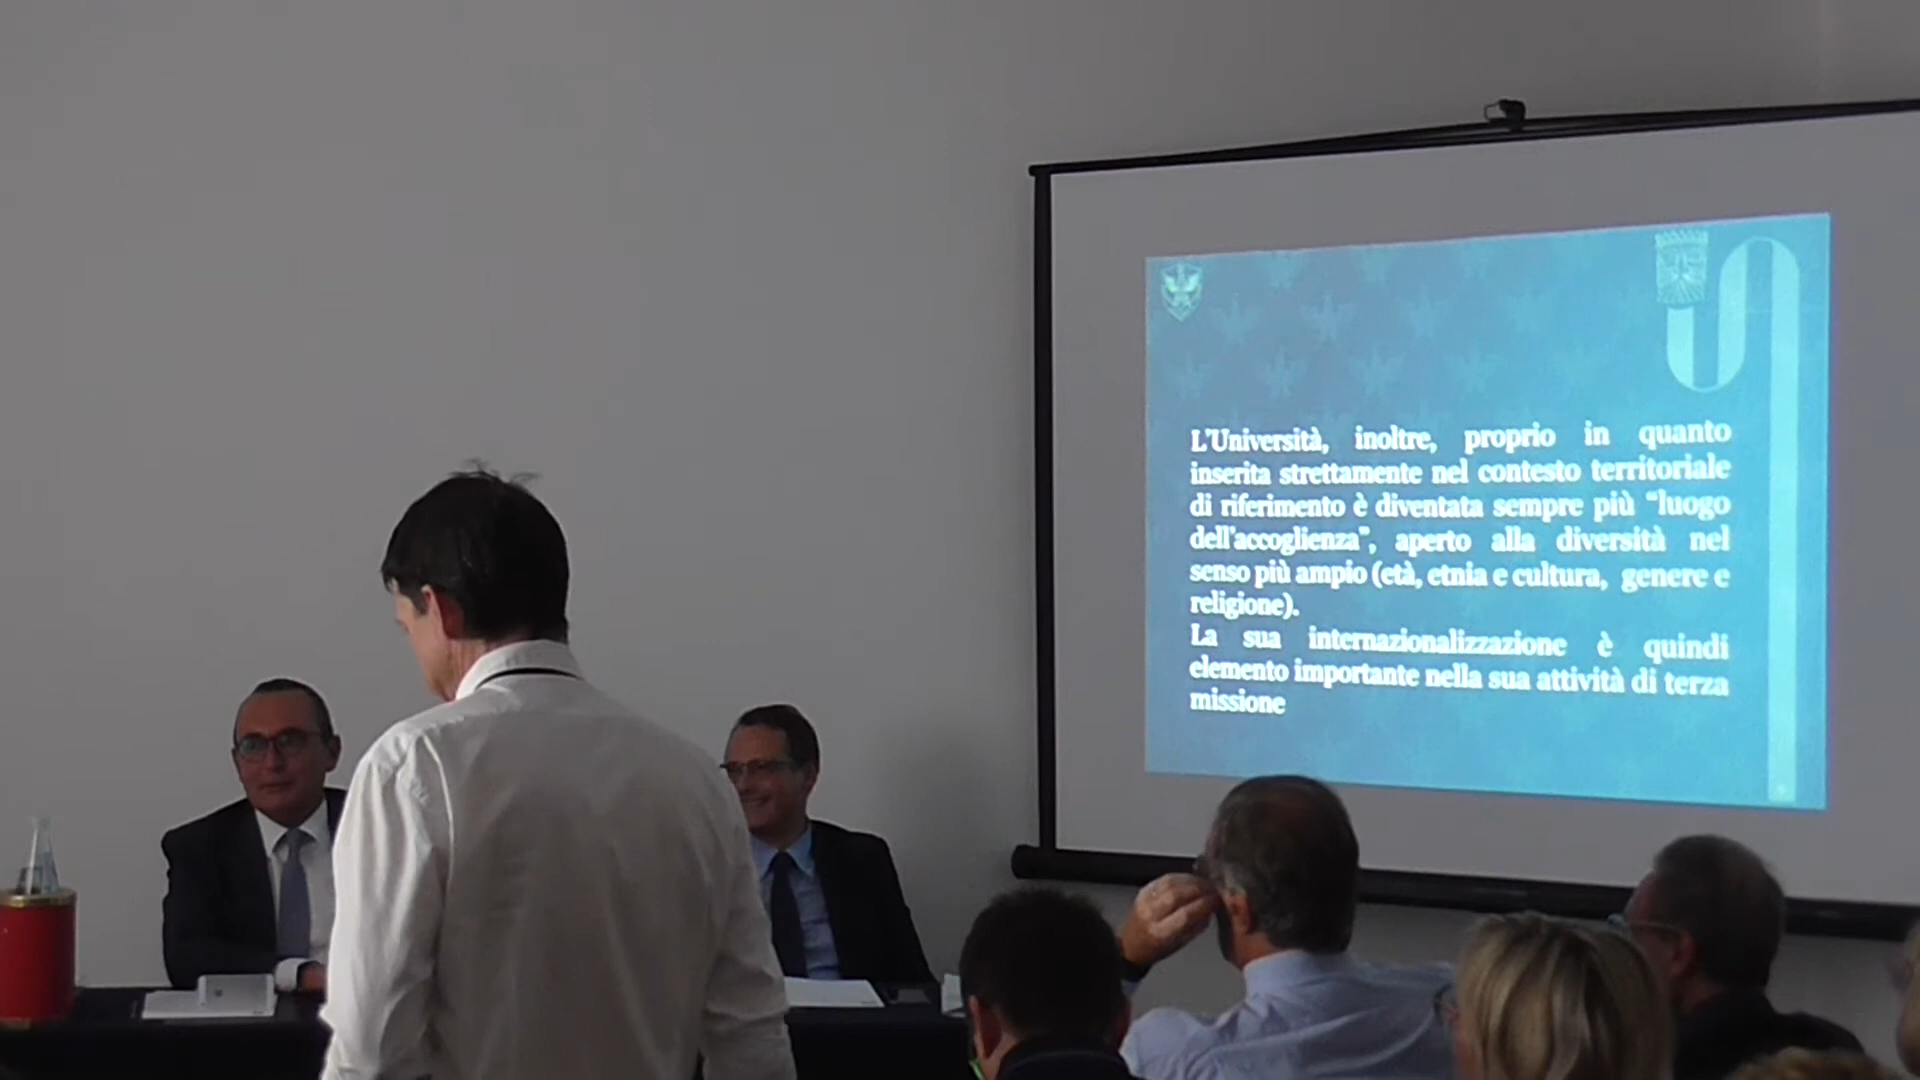 L'Università, inoltre, proprio in quanto
inserita strettamente nel contesto territoriale
di riferimento è diventata sempre più “luogo
dell'accoglienza”, aperto alla diversità nel
senso più ampio (età, etnia e cultura, genere e
religione).
La sua internazionalizzazione è quindi
elemento importante nella sua attività di terza
missione